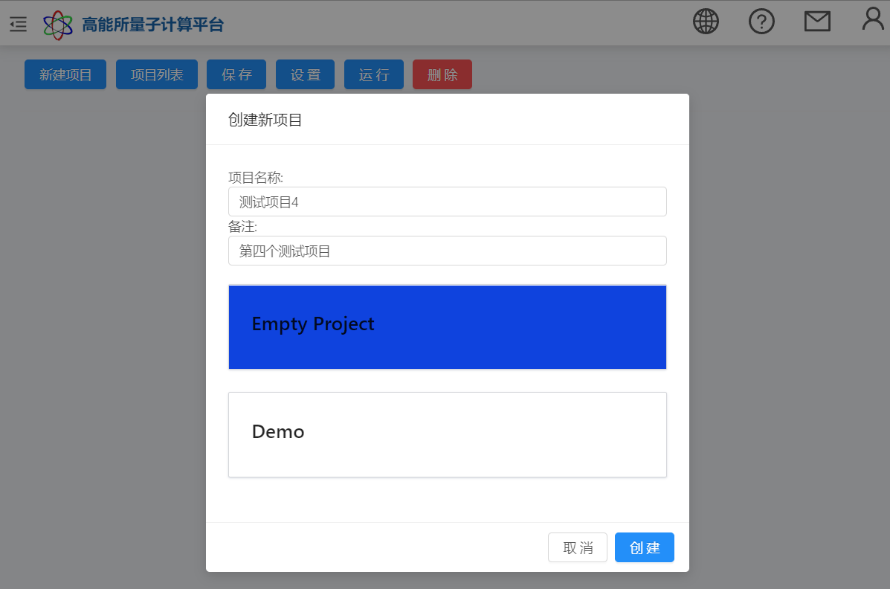 高能所量子计算平台
新建项目 项目列表 保存 设置 运行 删除
创建新项目
项目名称:
测试项目4
备注:
第四个测试项目
Empty Project
Demo
取消 创建